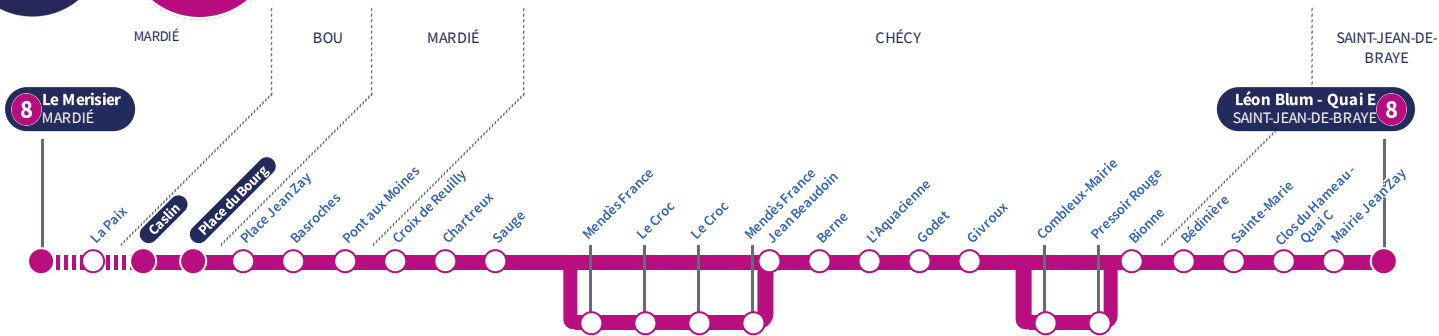 MARDIÉ
BOU
MARDIÉ
CHÉCY
SAINT-JEAN-DE-
BRAYE
8
Le Merisier
MARDIÉ
Léon Blum - Quai E
SAINT-JEAN-DE-BRAYE
8
La Paix
Caslin
Place du Bourg
Place Jean Zay
Basroches
Pont aux Moines
Croix de Reuilly
Chartreux
Sauge
Mendès France
Le Croc
Le Croc
Mendès France
Jean Beaudoin
Berne
L'Aquacienne
Godet
Givroux
Combleux-Mairie
Pressoir Rouge
Bionne
Bédinière
Sainte-Marie
Clos du Hameau-
Quai C
Mairie Jean Zay